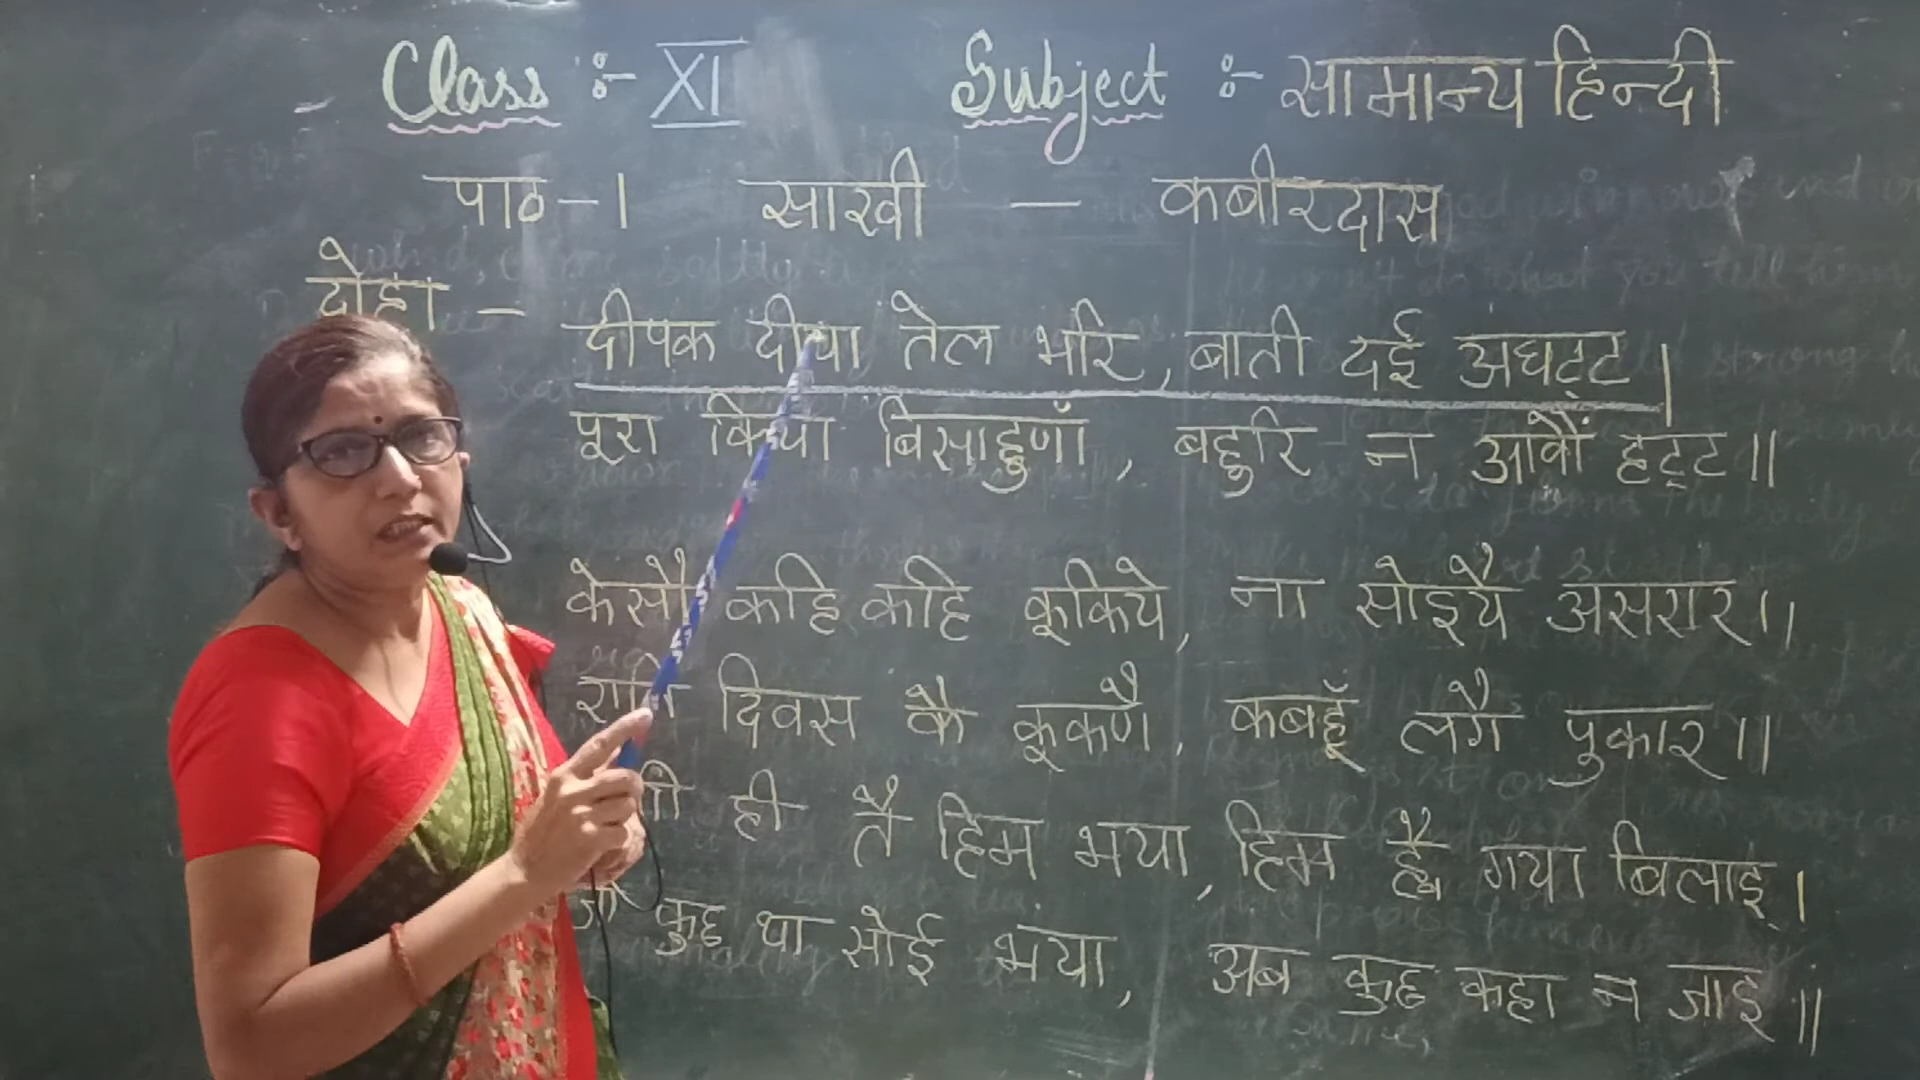 Class :- XI Subject :- सामान्य हिन्दी
पाठ-1 साखी - कबीरदास
दोहा -
दीपक दीया तेल भरि, बाती दई अघट्ट।
पूरा किया बिसाहुणाँ, बहुरि न आवौं हट्ट॥
केसौ कहि कहि कूकिये, ना सोइयै असरार।।
राति दिवस कै कूकणै, कबहूँ लगै पुकार॥
ही तै हिम भया, हिम ह्वै गया बिलाइ।
जो कुछ था सोई भया, अब कुछ कहा न जाइ॥